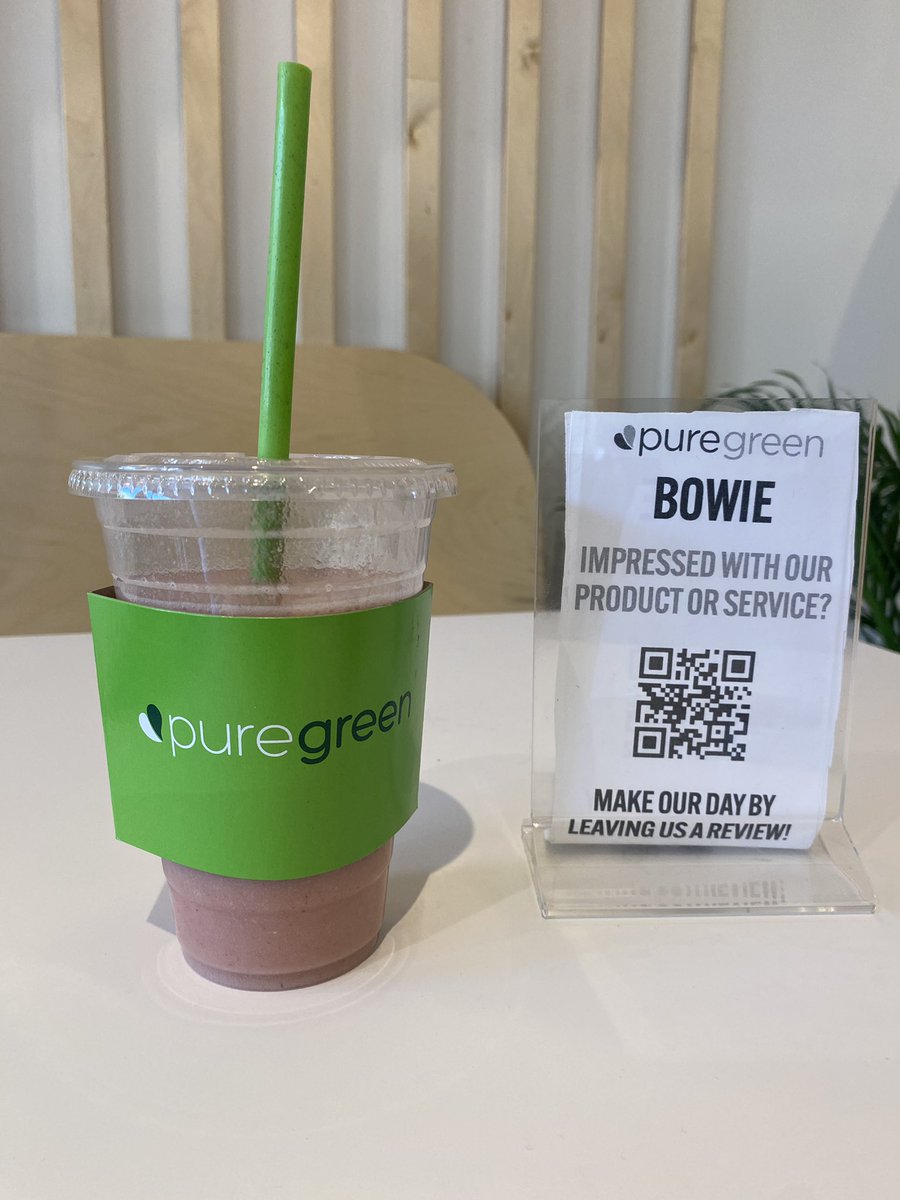 puregreen
puregreen
BOWIE
IMPRESSED WITH OUR
PRODUCT OR SERVICE?
MAKE OUR DAY BY
LEAVING US A REVIEW!